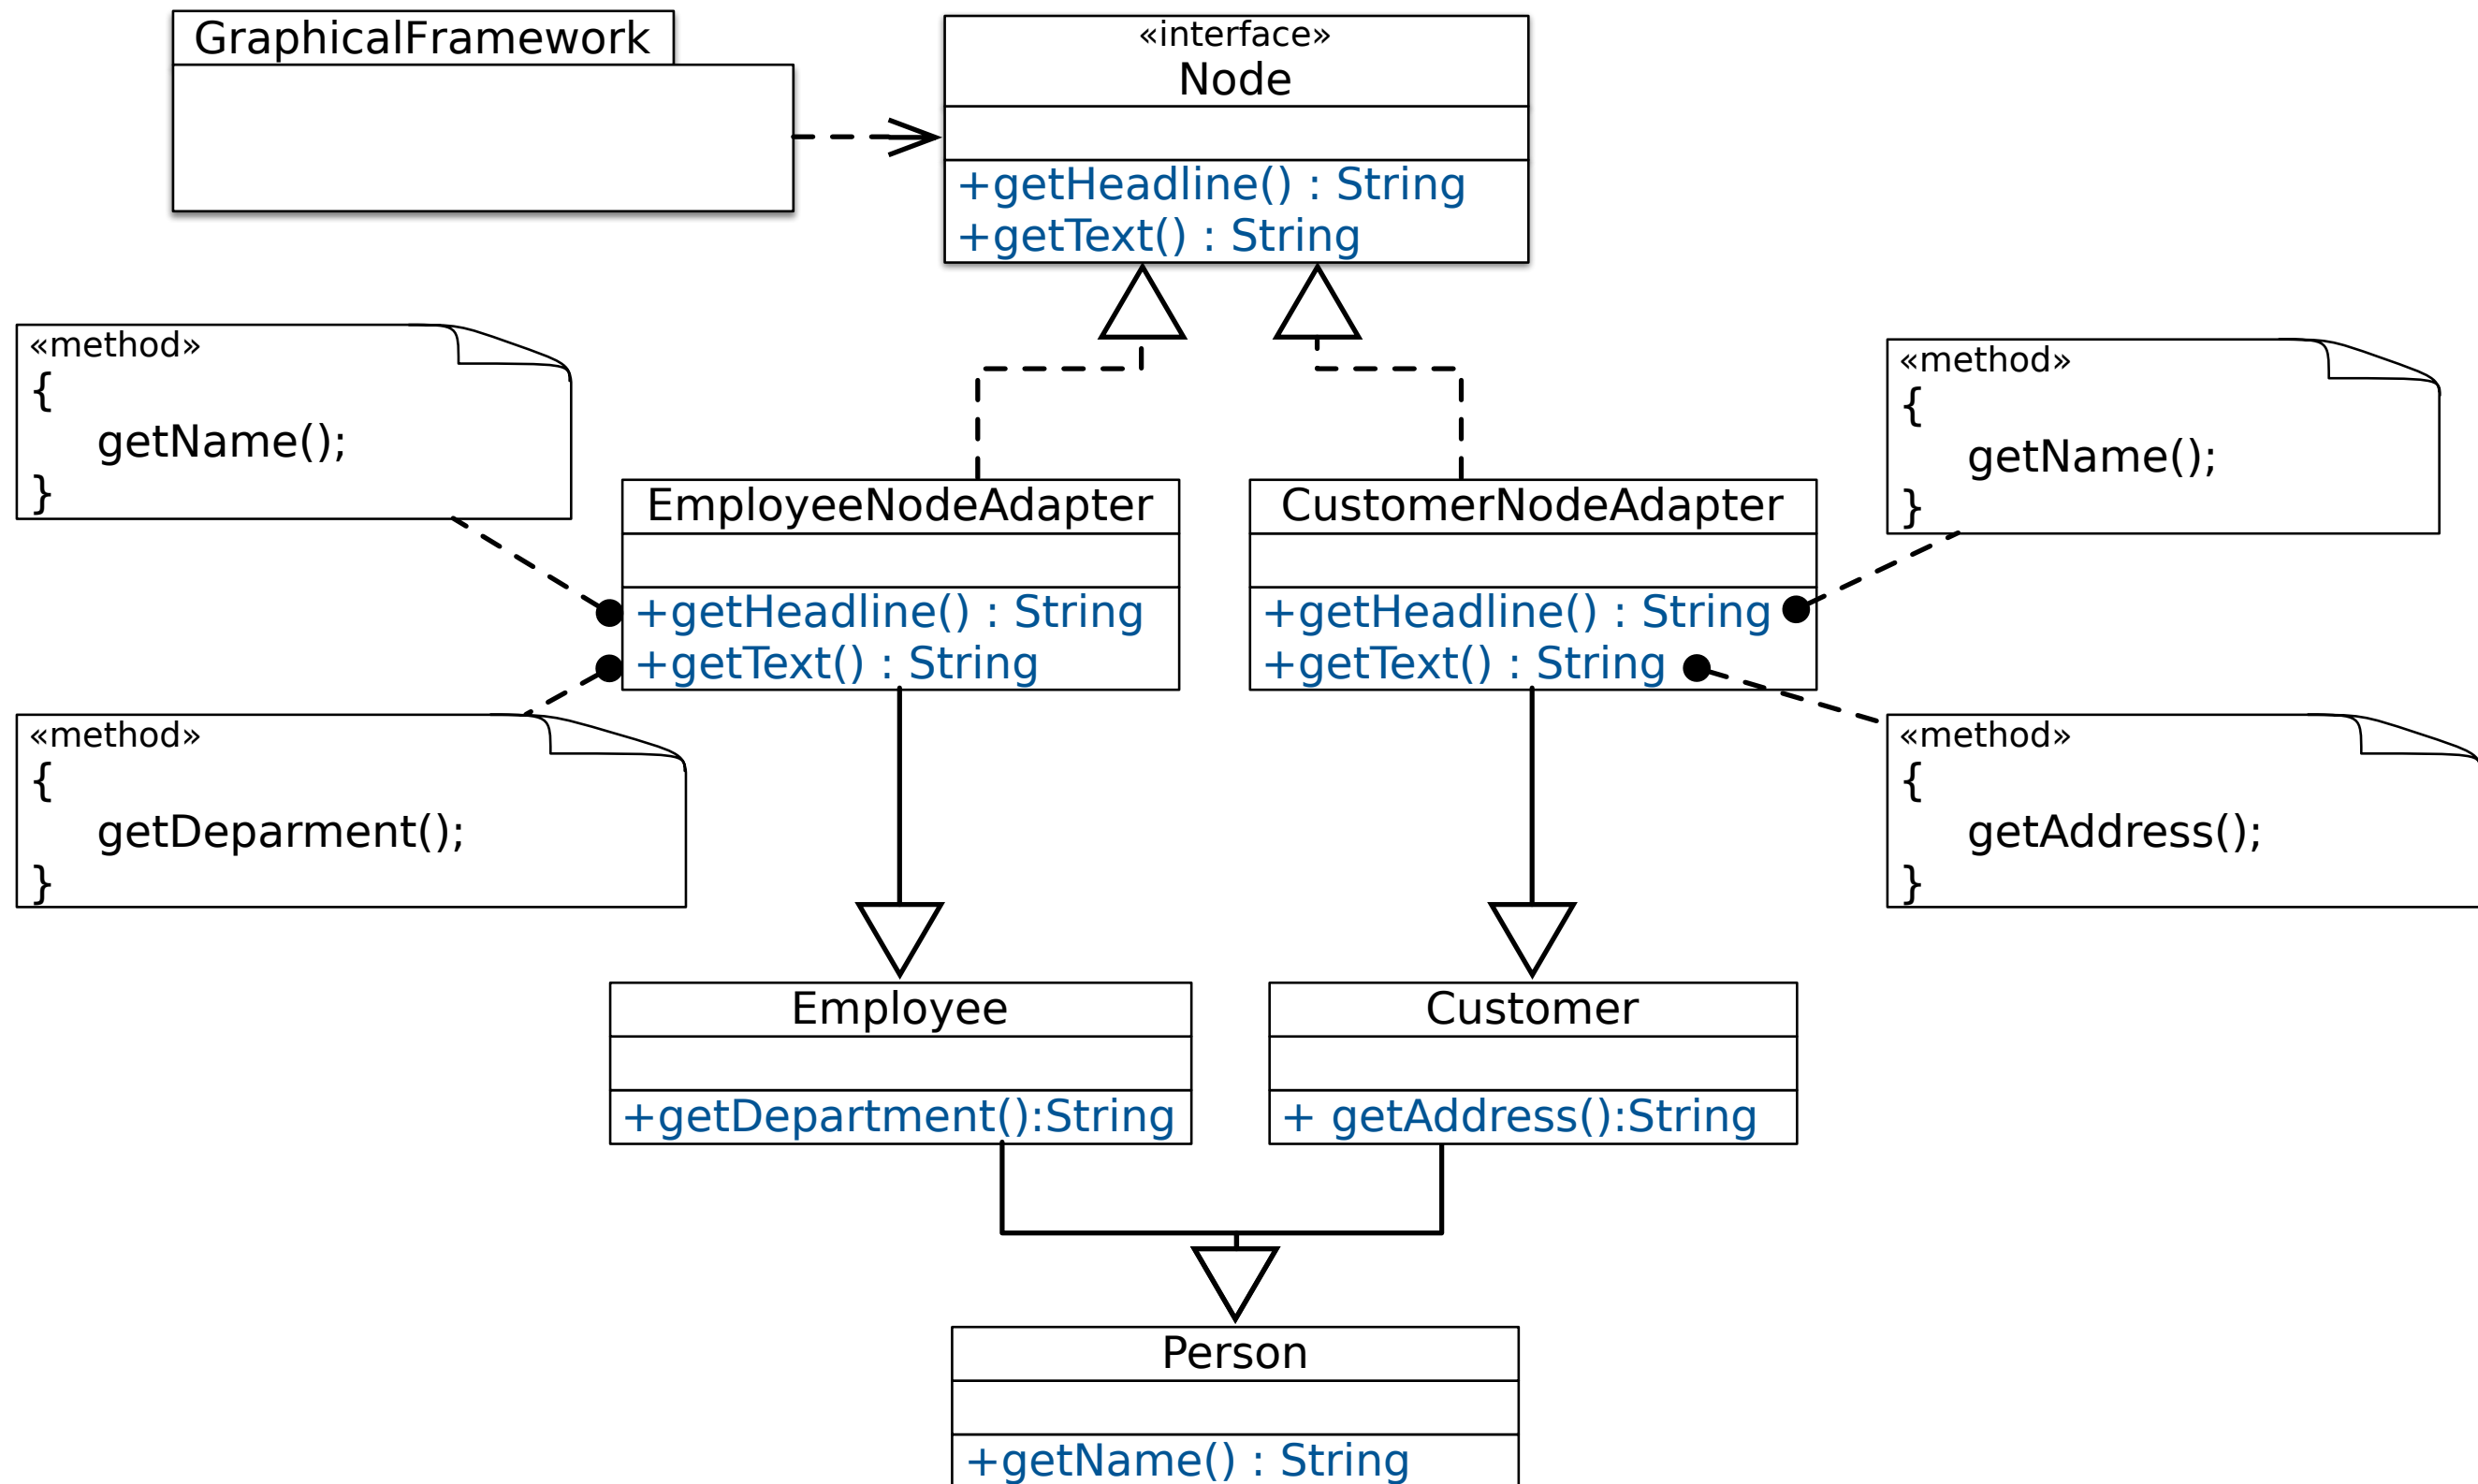 GraphicalFramework
«interface»
Node
+getHeadline() : String
+getText() : String
«method»
{
getName();
}
«method»
{
getName();
}
EmployeeNodeAdapter
+getHeadline() : String
+getText() : String
CustomerNodeAdapter
+getHeadline() : String
+getText() : String
«method»
{
getDeparment();
}
«method»
{
getAddress();
}
Employee
+getDepartment():String
Customer
+ getAddress():String
Person
+getName() : String